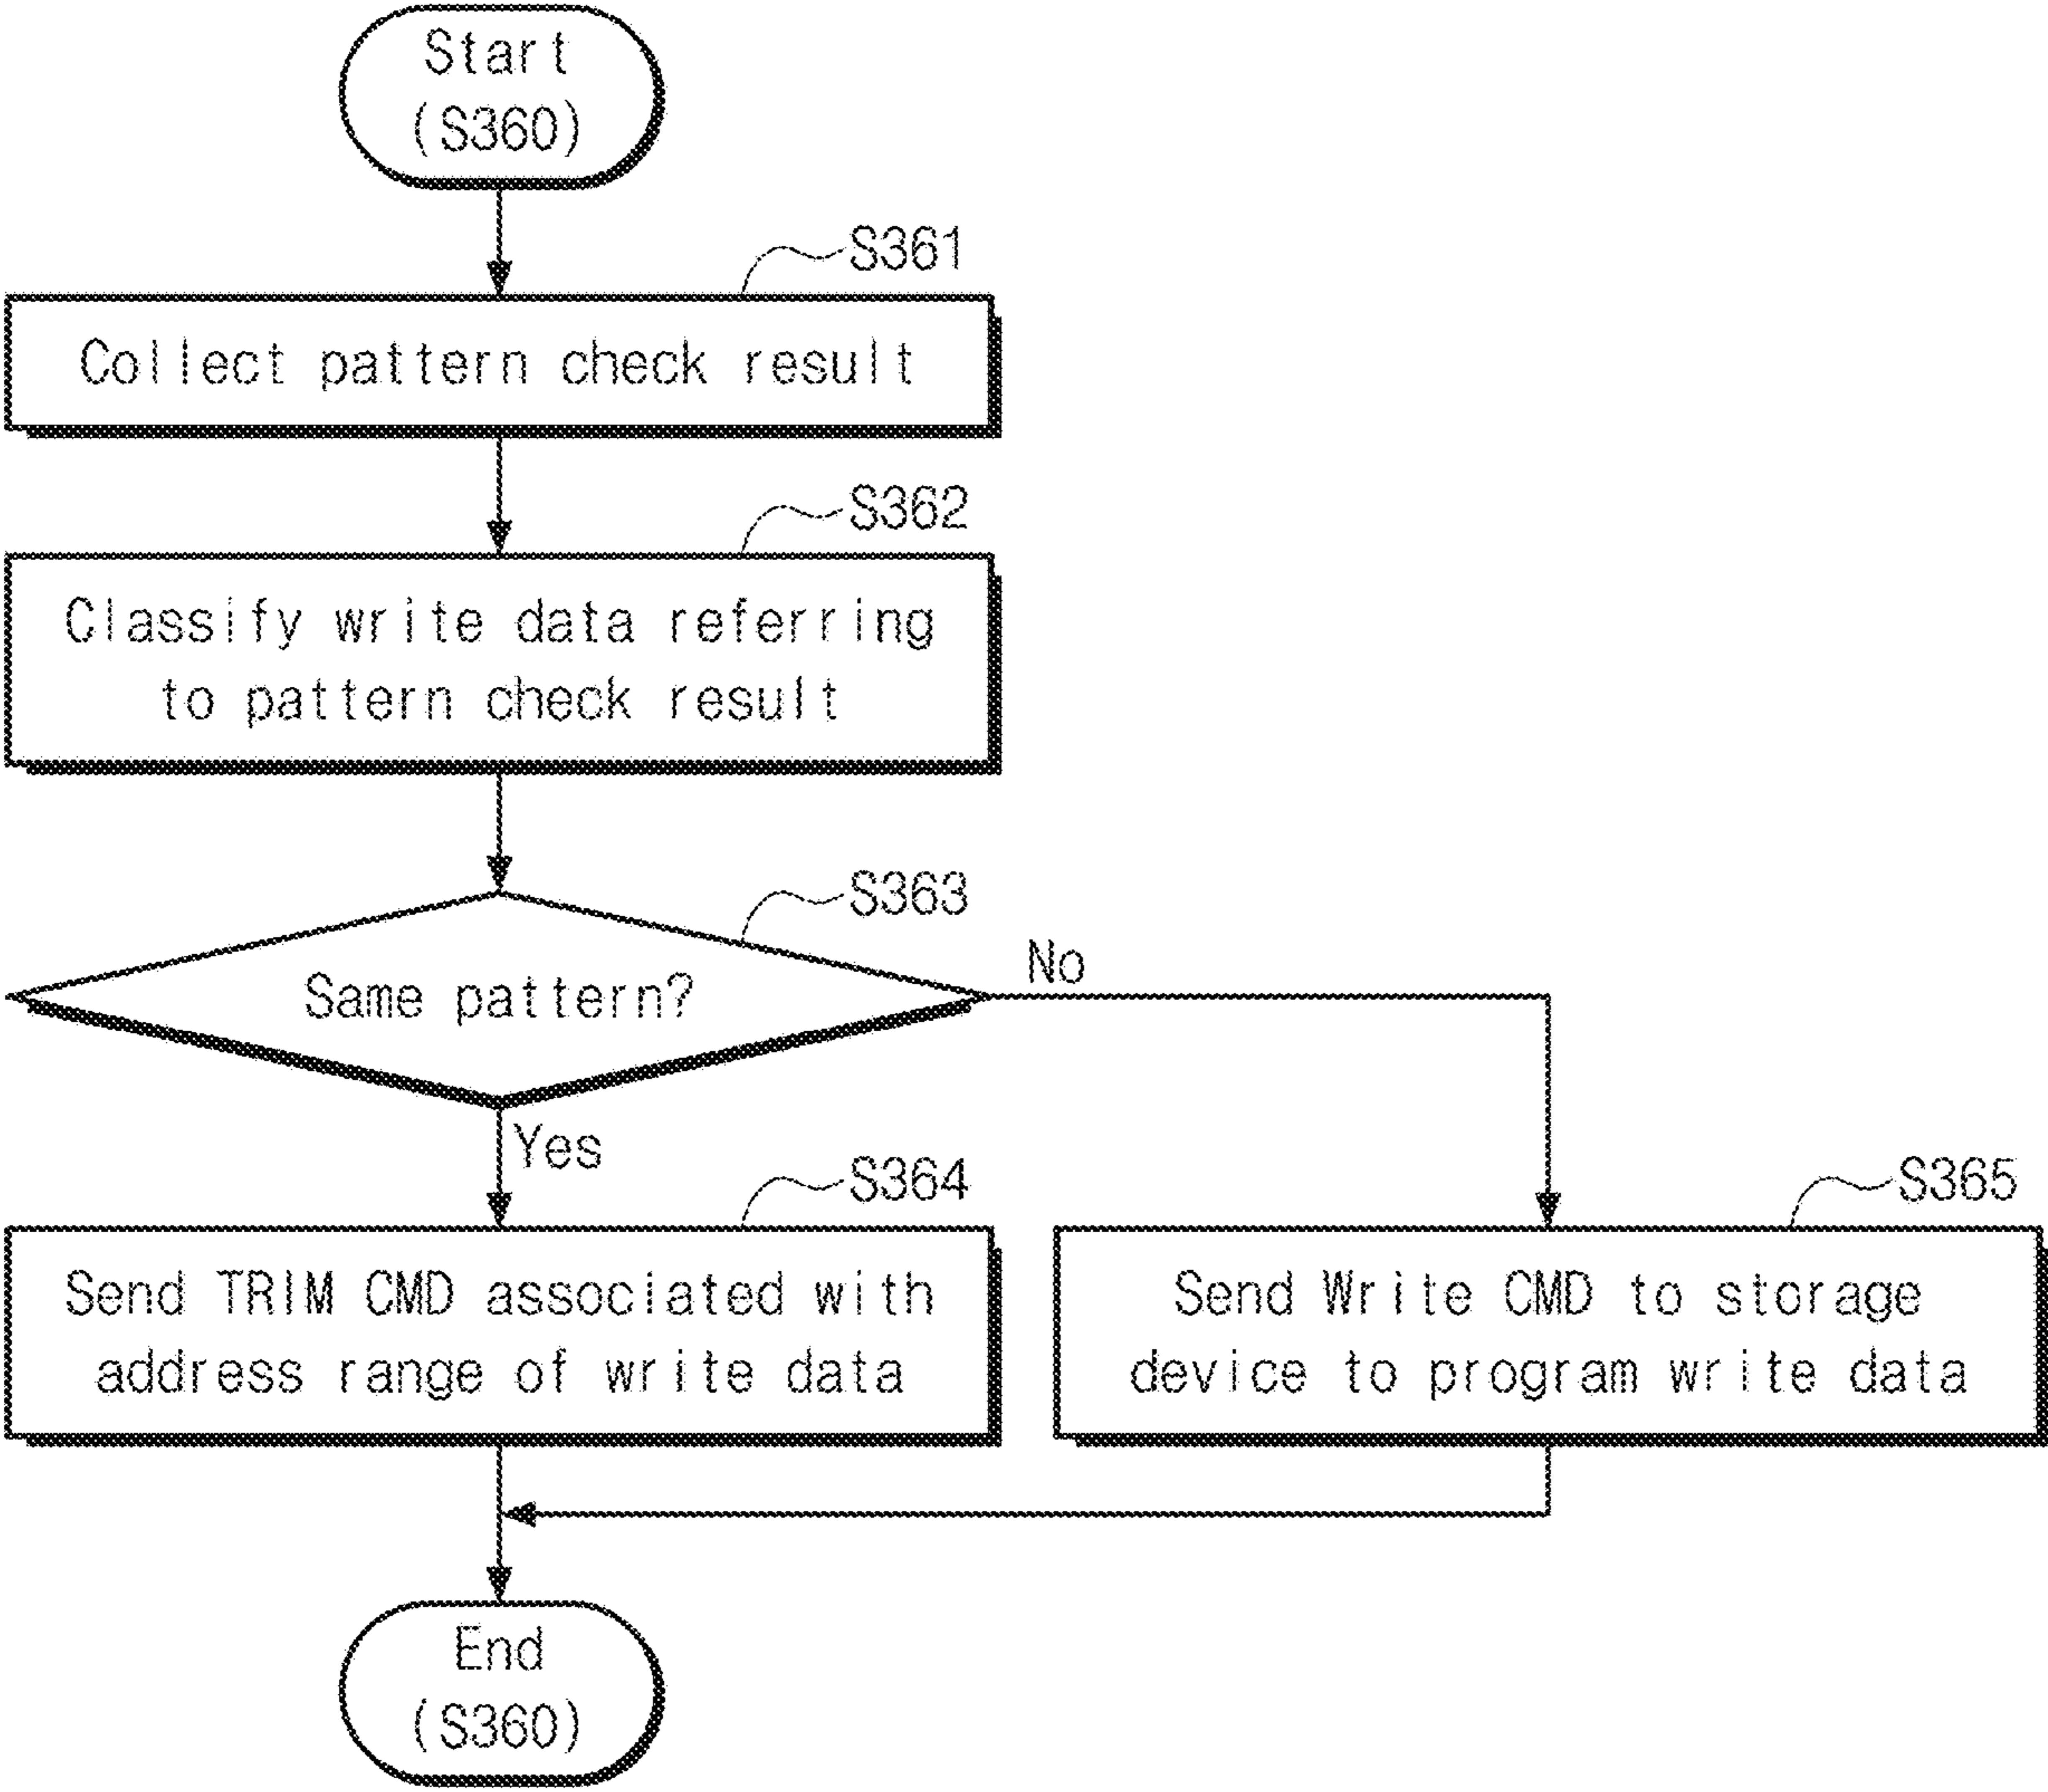 Start
(S360)
S361
Collect pattern check result
S362
Classify write data referring
to pattern check result
S363
Same pattern?
No
Yes
S364
Send TRIM CMD associated with
address range of write data
S365
Send Write CMD to storage
device to program write data
End
(S360)